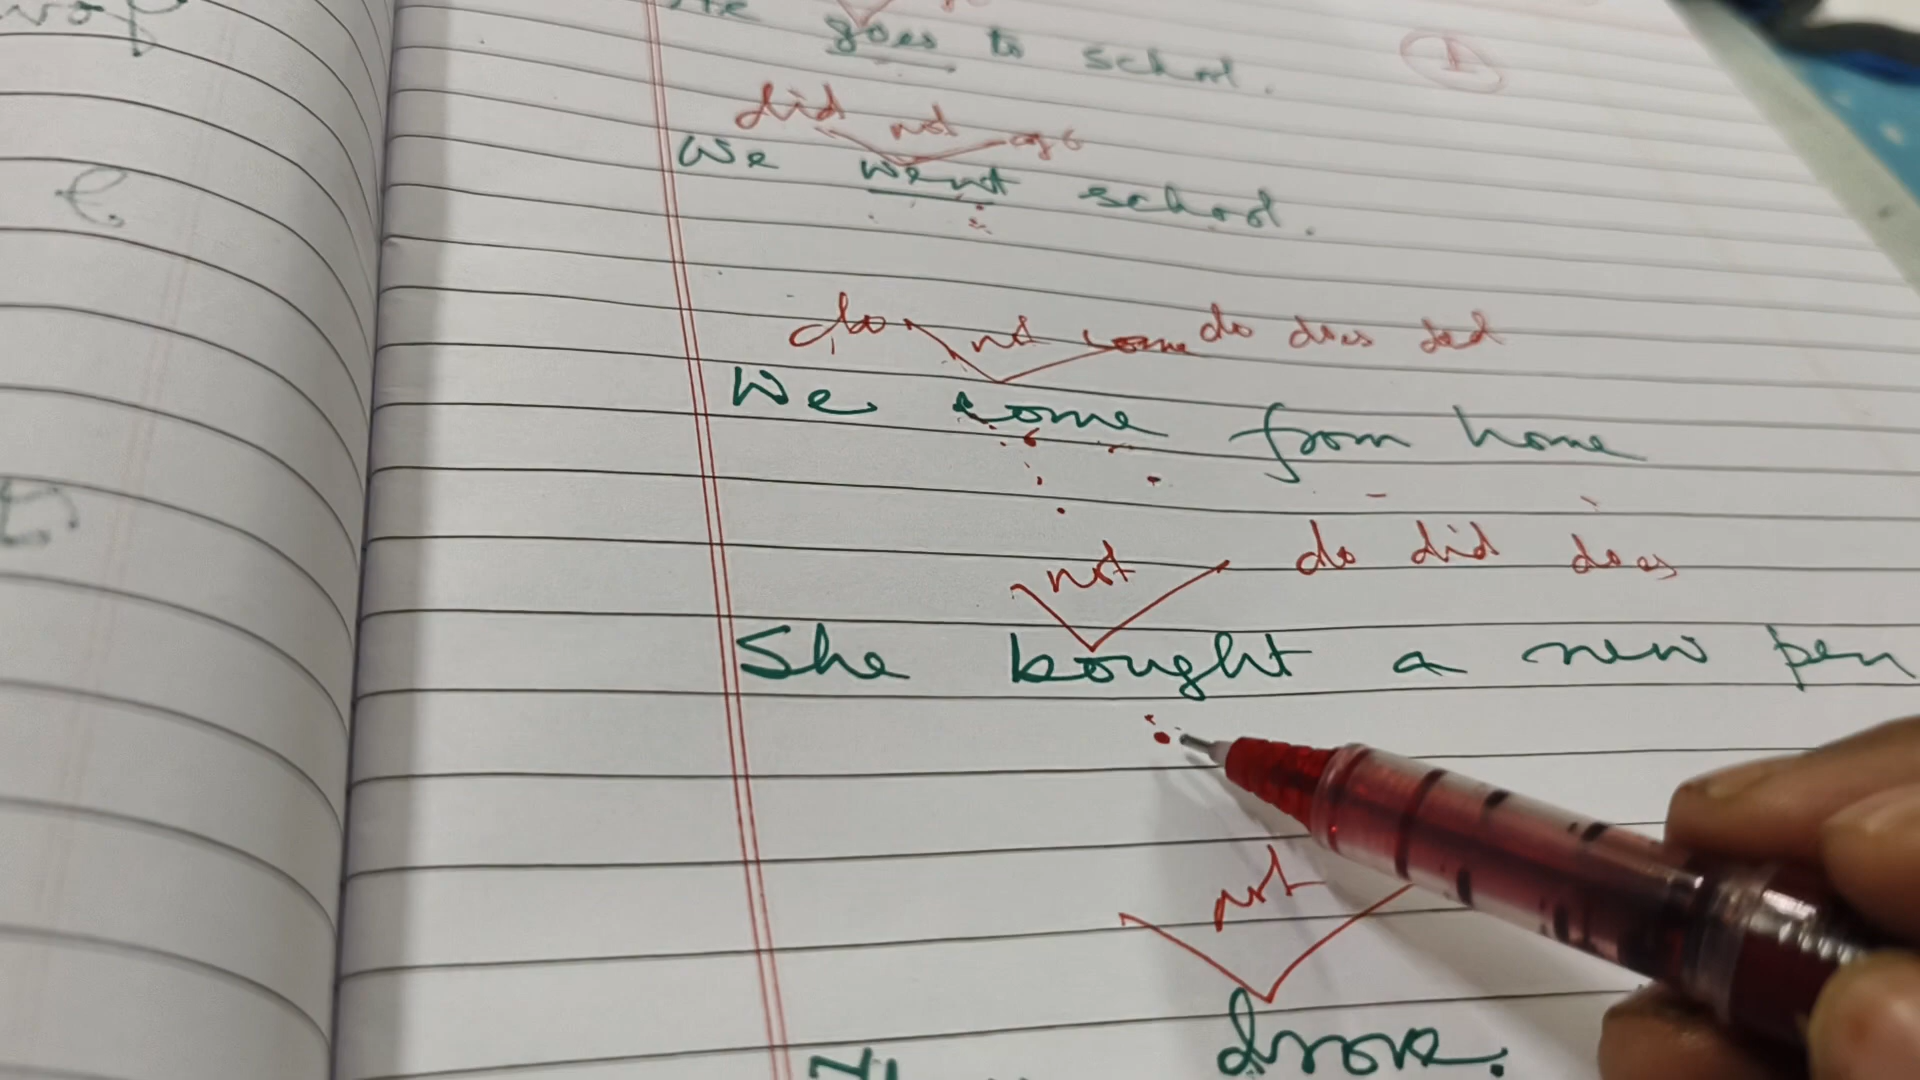 goes to school.
did not go
We went school.
do not come do does did
We come from home
not do did does
She bought a new pen
not
drove.